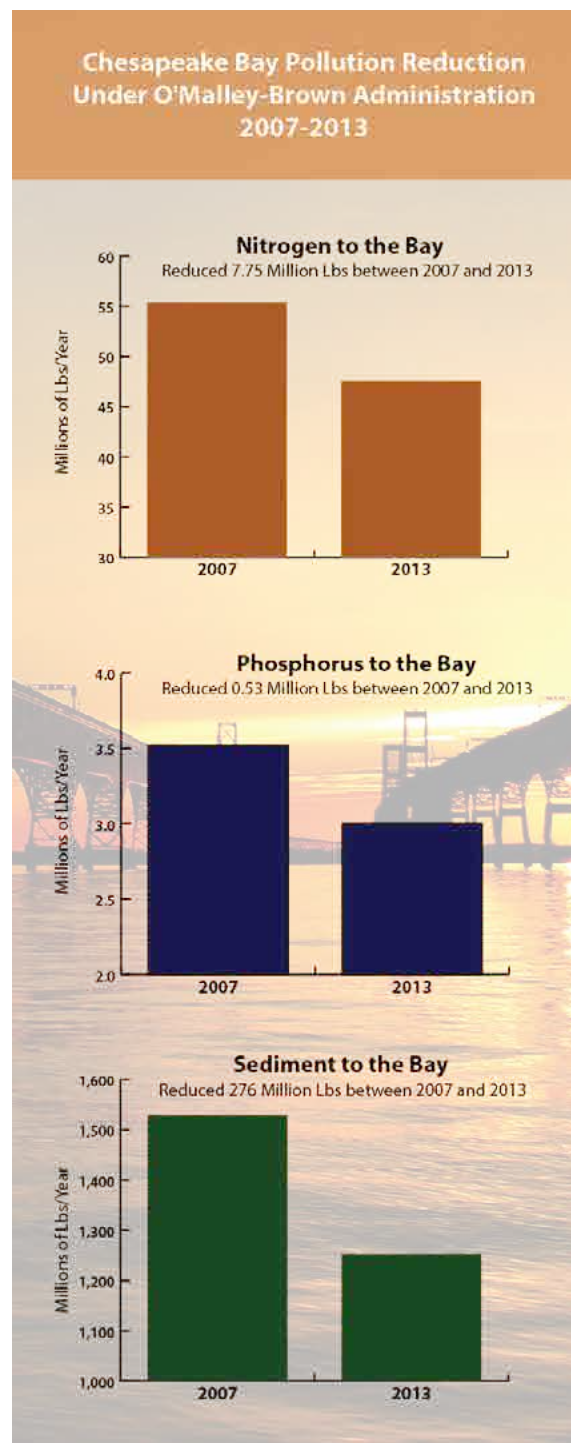 Chesapeake Bay Pollution Reduction
Under O'Malley-Brown Administration
2007-2013
Nitrogen to the Bay
Reduced 7.75 Million Lbs between 2007 and 2013
Millions of Lbs/Year
60
55
50
45
40
35
30
2007
2013
Phosphorus to the Bay
Reduced 0.53 Million Lbs between 2007 and 2013
Millions of Lbs/Year
4.0
3.5
3.0
2.5
2.0
2007
2013
Sediment to the Bay
Reduced 276 Million Lbs between 2007 and 2013
Millions of Lbs/Year
1,600
1,500
1,400
1,300
1,200
1,100
1,000
2007
2013